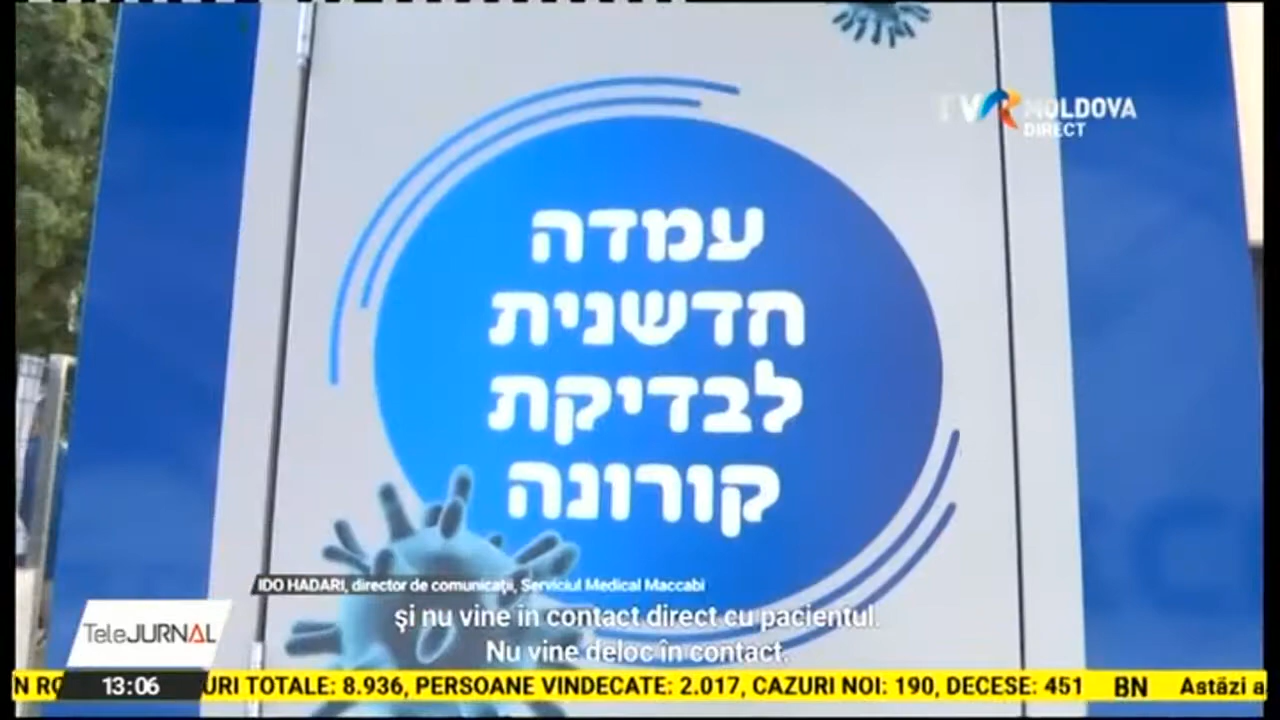 TVR MOLDOVA
DIRECT
עמדה
חדשנית
לבדיקת
קורונה
IDO HADARI, director de comunicații, Serviciul Medical Maccabi
și nu vine în contact direct cu pacientul.
Nu vine deloc în contact.
TeleJURNAL
13:06
URI TOTALE: 8.936, PERSOANE VINDECATE: 2.017, CAZURI NOI: 190, DECESE: 451 BN Astăzi a